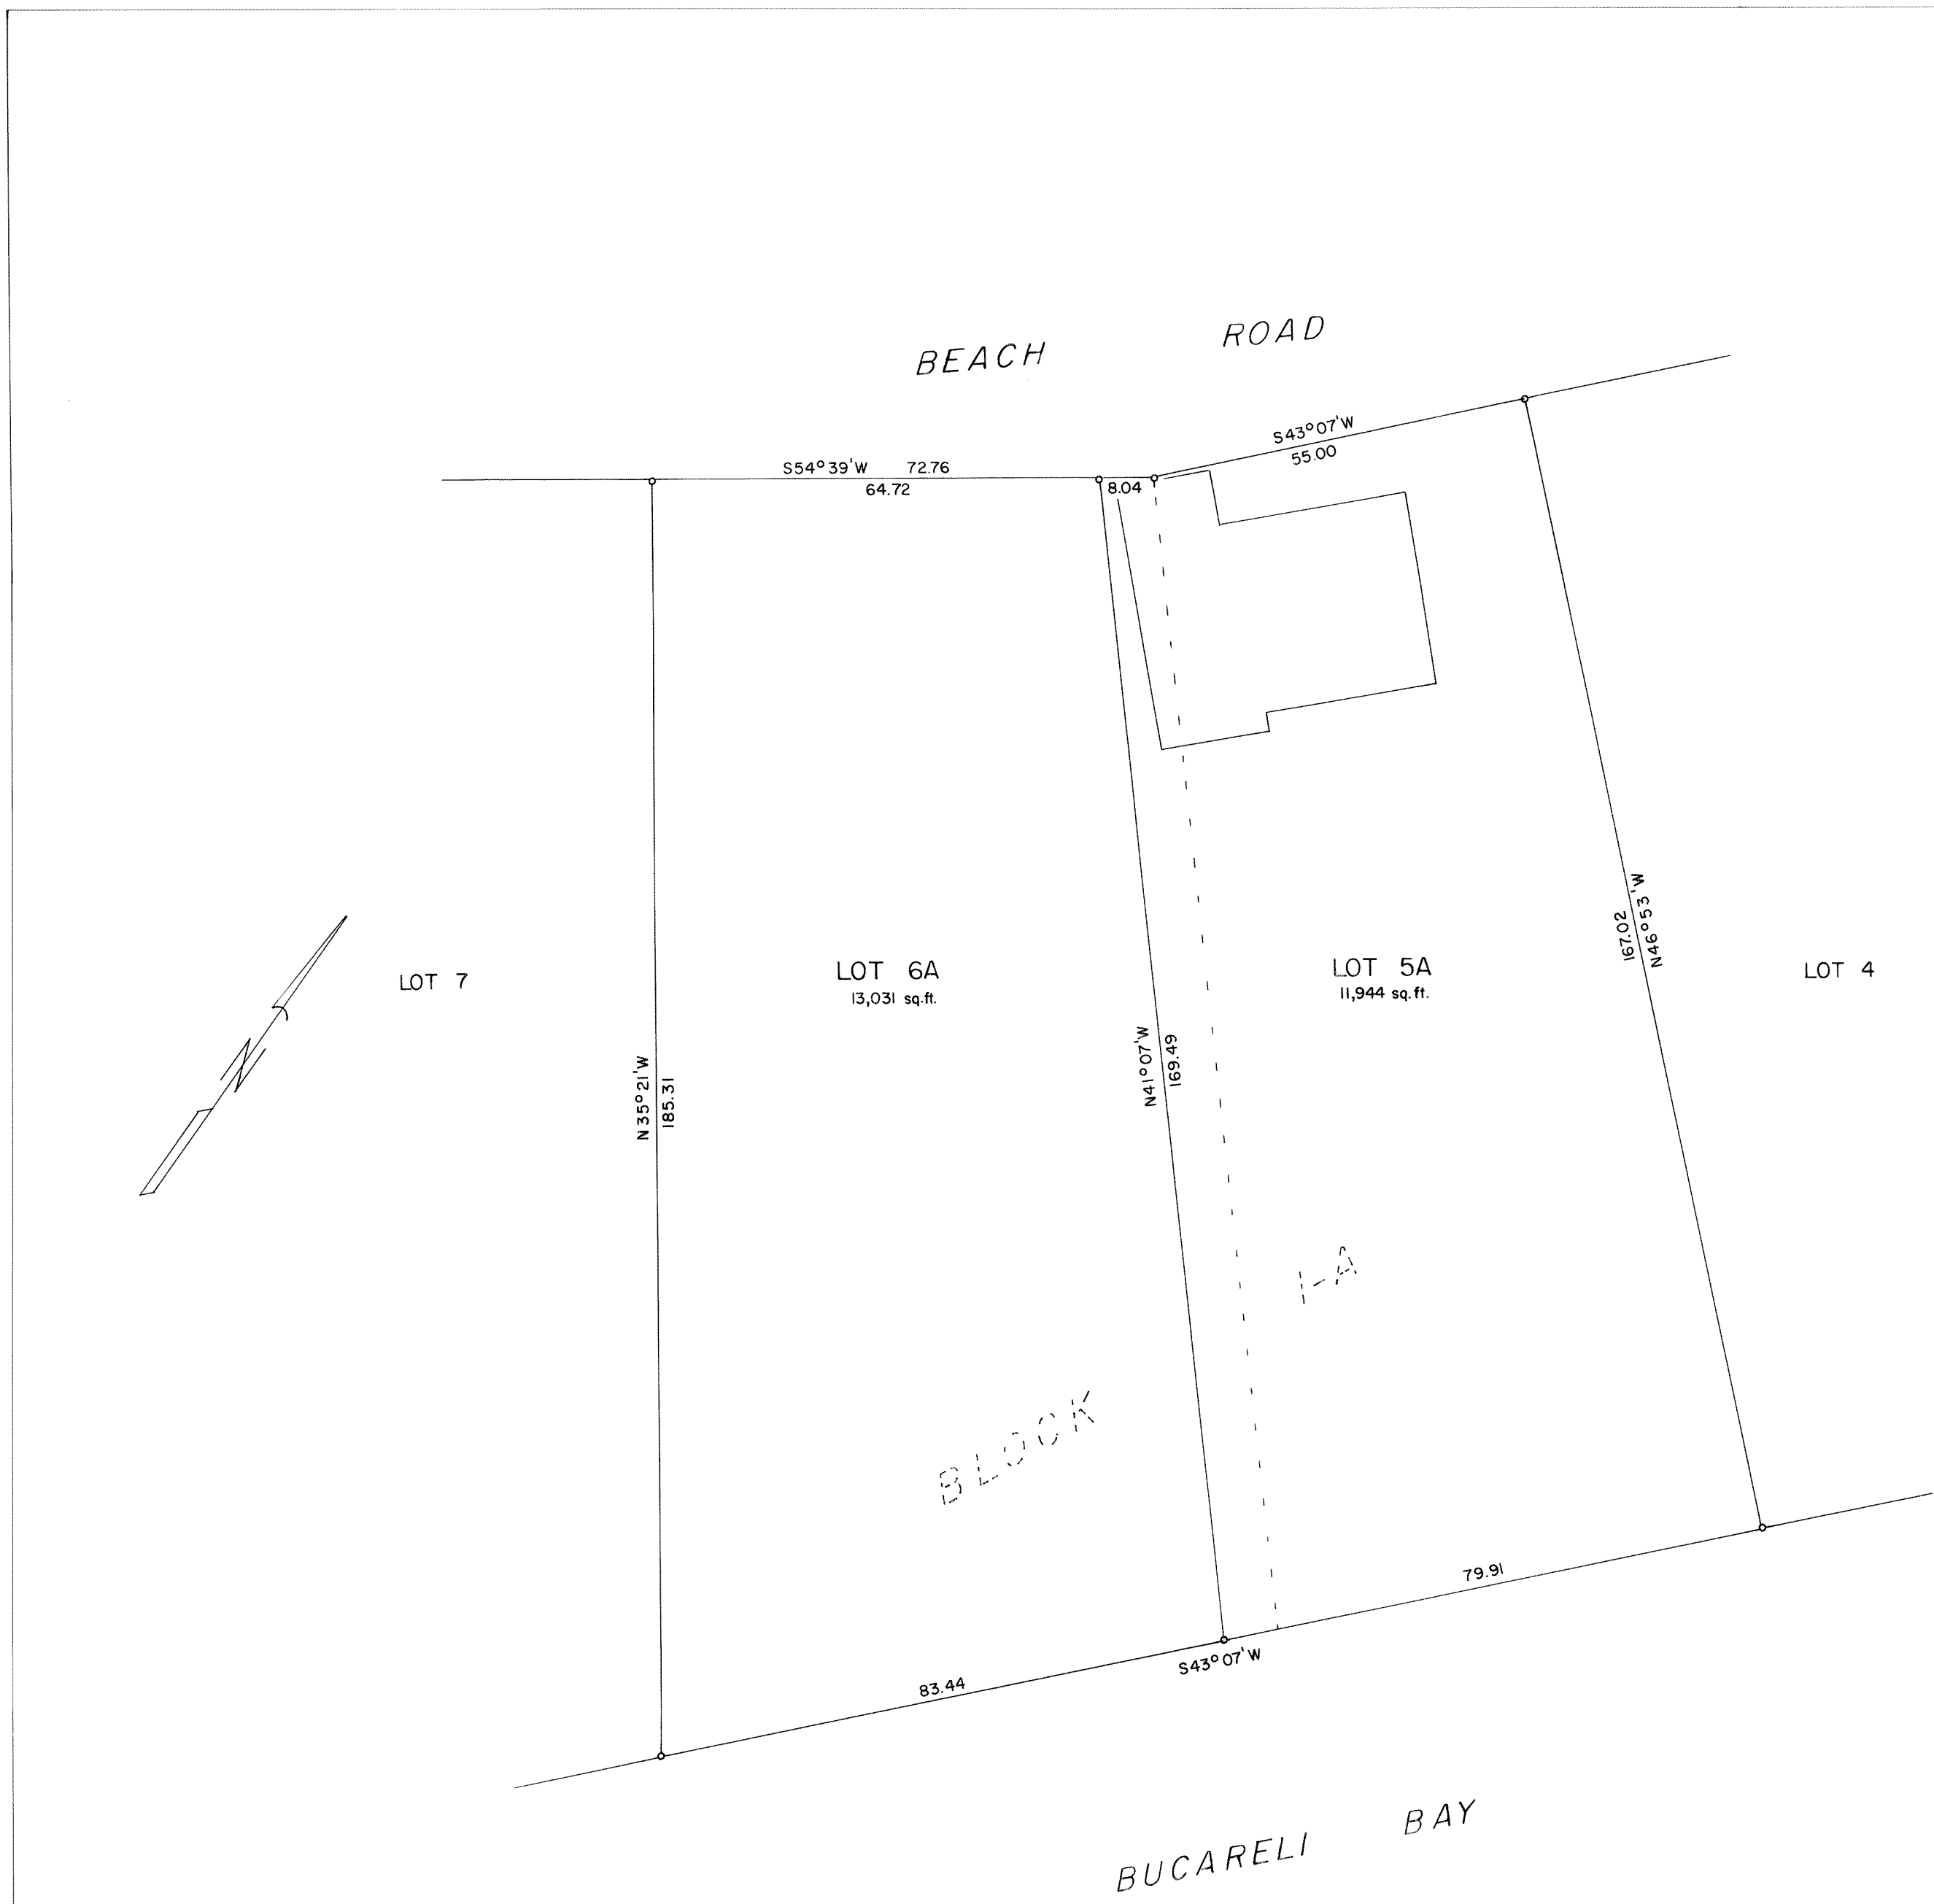 BEACH ROAD
S43°07'W
55.00
S54°39'W 72.76
64.72
8.04
167.02
N46°53'W
LOT 7
LOT 6A
13,031 sq.ft.
LOT 5A
11,944 sq.ft.
LOT 4
N
N35°21'W
185.31
N41°07'W
169.49
BLOCK 1-A
79.91
S43°07'W
83.44
BUCARELI BAY